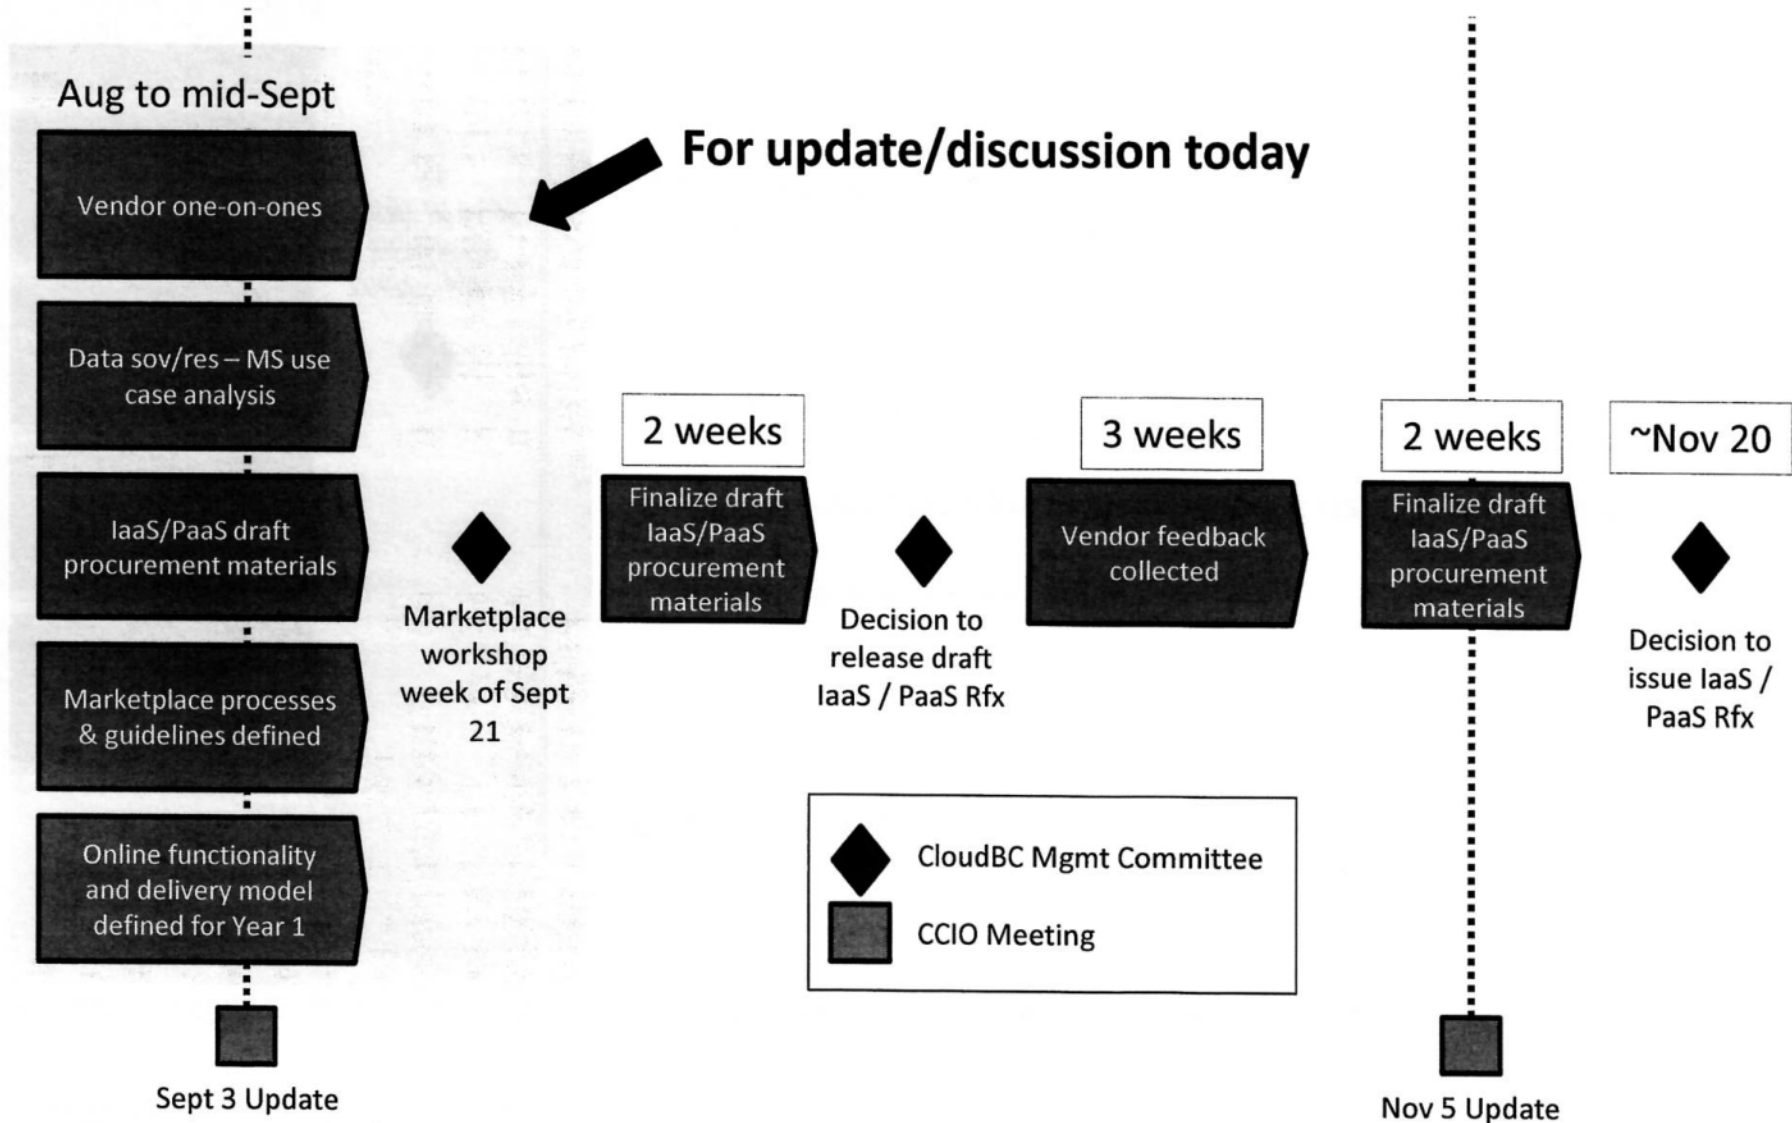 Aug to mid-Sept
For update/discussion today
Vendor one-on-ones
Data sov/res – MS use
case analysis
IaaS/PaaS draft
procurement materials
Marketplace processes
& guidelines defined
Online functionality
and delivery model
defined for Year 1
Sept 3 Update
Marketplace
workshop
week of Sept
21
2 weeks
Finalize draft
IaaS/PaaS
procurement
materials
Decision to
release draft
IaaS / PaaS Rfx
3 weeks
Vendor feedback
collected
2 weeks
Finalize draft
IaaS/PaaS
procurement
materials
~Nov 20
Decision to
issue IaaS /
PaaS Rfx
CloudBC Mgmt Committee
CCIO Meeting
Nov 5 Update